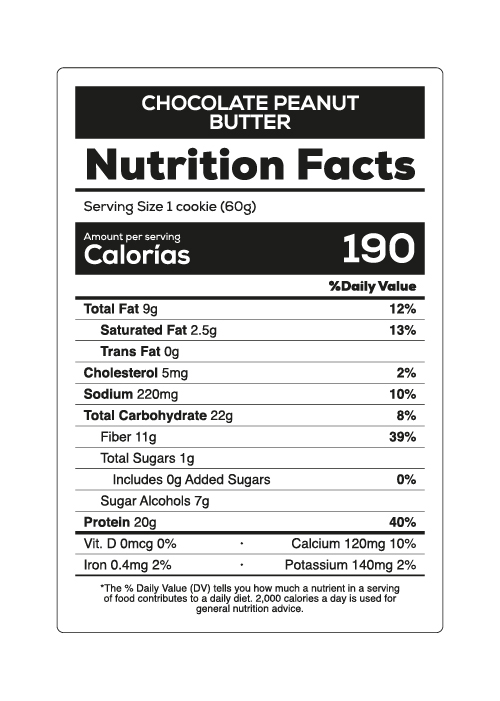 CHOCOLATE PEANUT
BUTTER
Nutrition Facts
Serving Size 1 cookie (60g)
Amount per serving
Calorías 190
%Daily Value
Total Fat 9g 12%
Saturated Fat 2.5g 13%
Trans Fat 0g
Cholesterol 5mg 2%
Sodium 220mg 10%
Total Carbohydrate 22g 8%
Fiber 11g 39%
Total Sugars 1g
Includes 0g Added Sugars 0%
Sugar Alcohols 7g
Protein 20g 40%
Vit. D 0mcg 0% · Calcium 120mg 10%
Iron 0.4mg 2% · Potassium 140mg 2%
*The % Daily Value (DV) tells you how much a nutrient in a serving
of food contributes to a daily diet. 2,000 calories a day is used for
general nutrition advice.